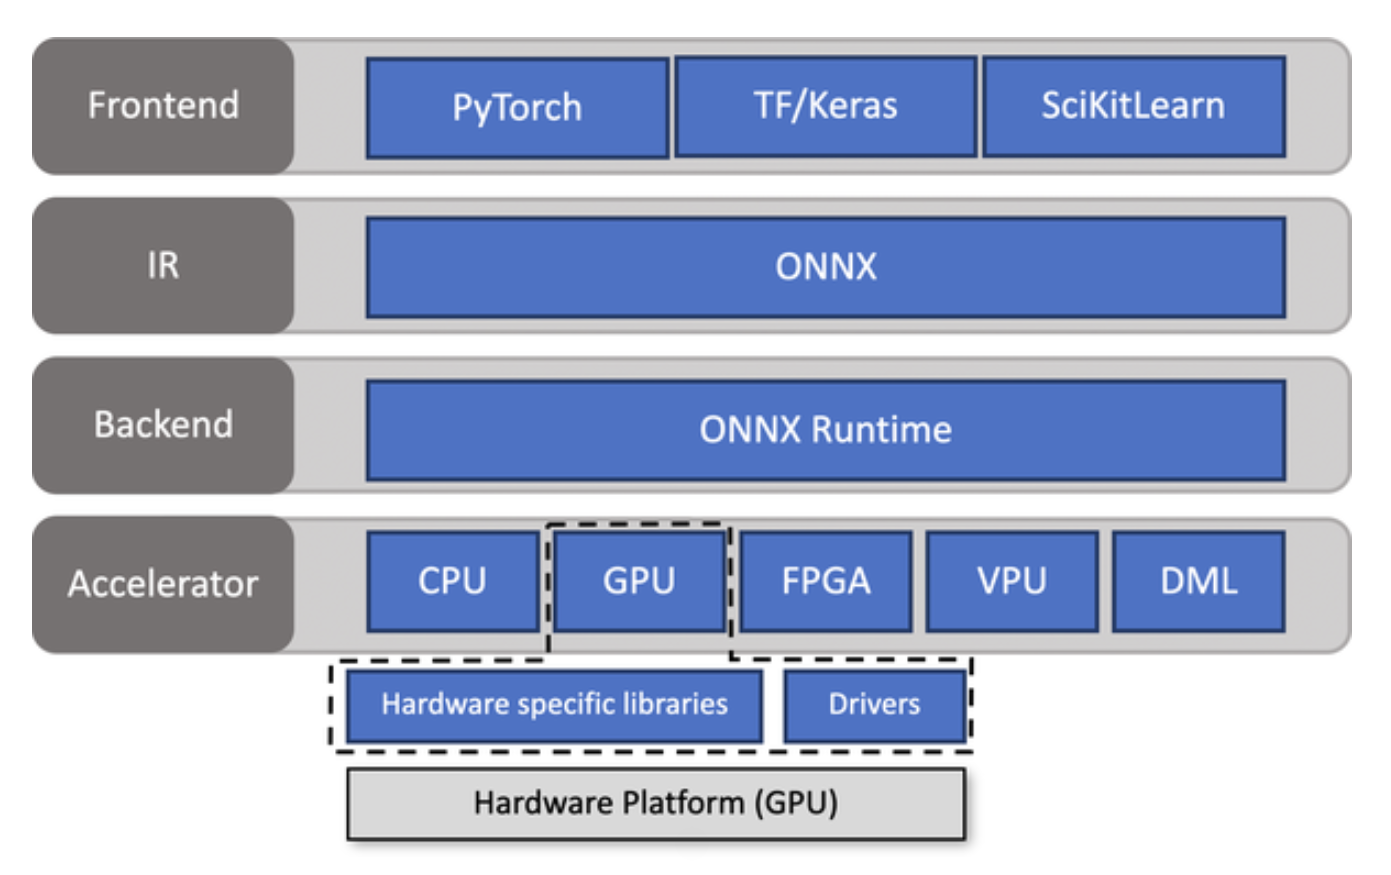 Frontend
PyTorch
TF/Keras
SciKitLearn
IR
ONNX
Backend
ONNX Runtime
Accelerator
CPU
GPU
FPGA
VPU
DML
Hardware specific libraries
Drivers
Hardware Platform (GPU)